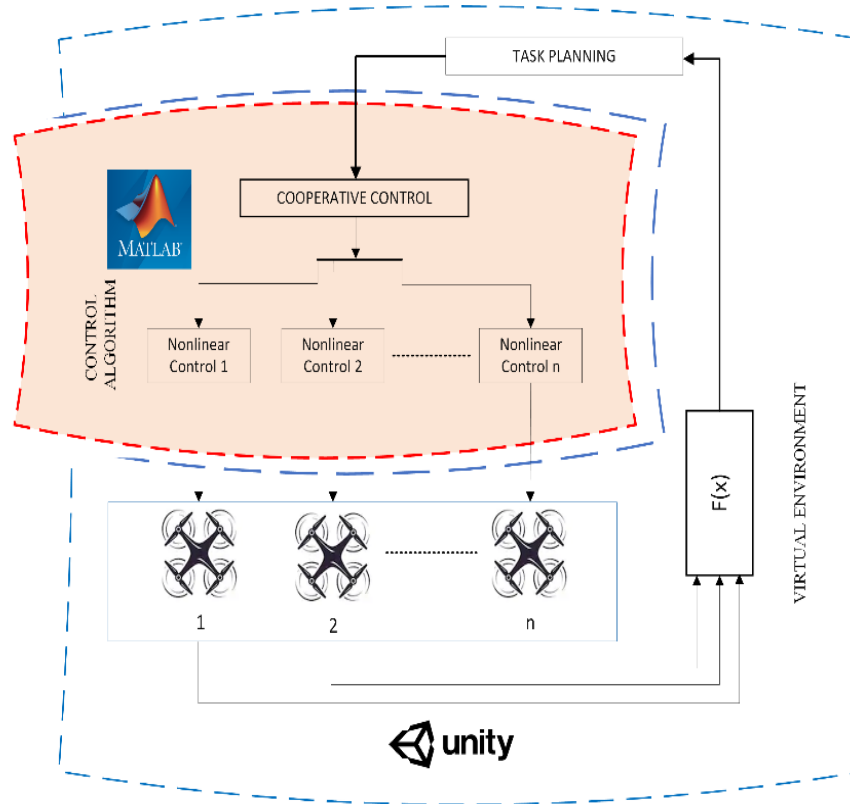 TASK PLANNING
COOPERATIVE CONTROL
MATLAB
CONTROL
ALGORITHM
Nonlinear
Control 1
Nonlinear
Control 2
Nonlinear
Control n
VIRTUAL ENVIRONMENT
F(x)
1
2
n
unity